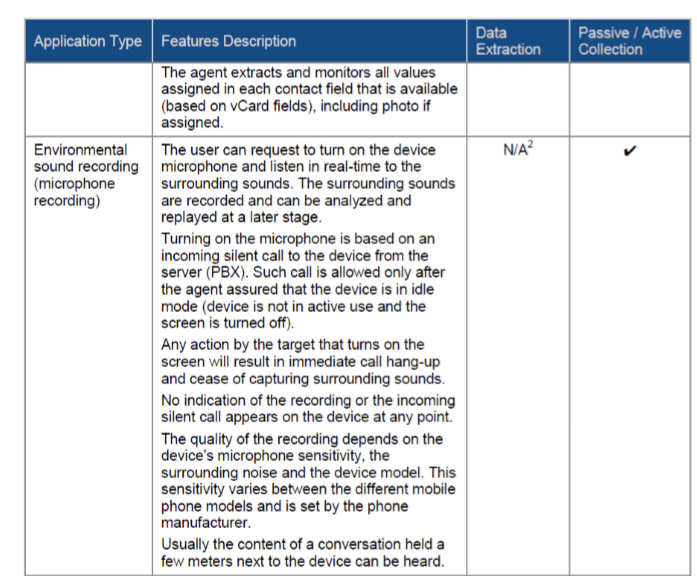 Application Type
Features Description
Data
Extraction
Passive / Active
Collection
The agent extracts and monitors all values
assigned in each contact field that is available
(based on vCard fields), including photo if
assigned.
Environmental
sound recording
(microphone
recording)
The user can request to turn on the device
microphone and listen in real-time to the
surrounding sounds. The surrounding sounds
are recorded and can be analyzed and
replayed at a later stage.
Turning on the microphone is based on an
incoming silent call to the device from the
server (PBX). Such call is allowed only after
the agent assured that the device is in idle
mode (device is not in active use and the
screen is turned off).
Any action by the target that turns on the
screen will result in immediate call hang-up
and cease of capturing surrounding sounds.
No indication of the recording or the incoming
silent call appears on the device at any point.
The quality of the recording depends on the
device's microphone sensitivity, the
surrounding noise and the device model. This
sensitivity varies between the different mobile
phone models and is set by the phone
manufacturer.
Usually the content of a conversation held a
few meters next to the device can be heard.
N/A²
✔